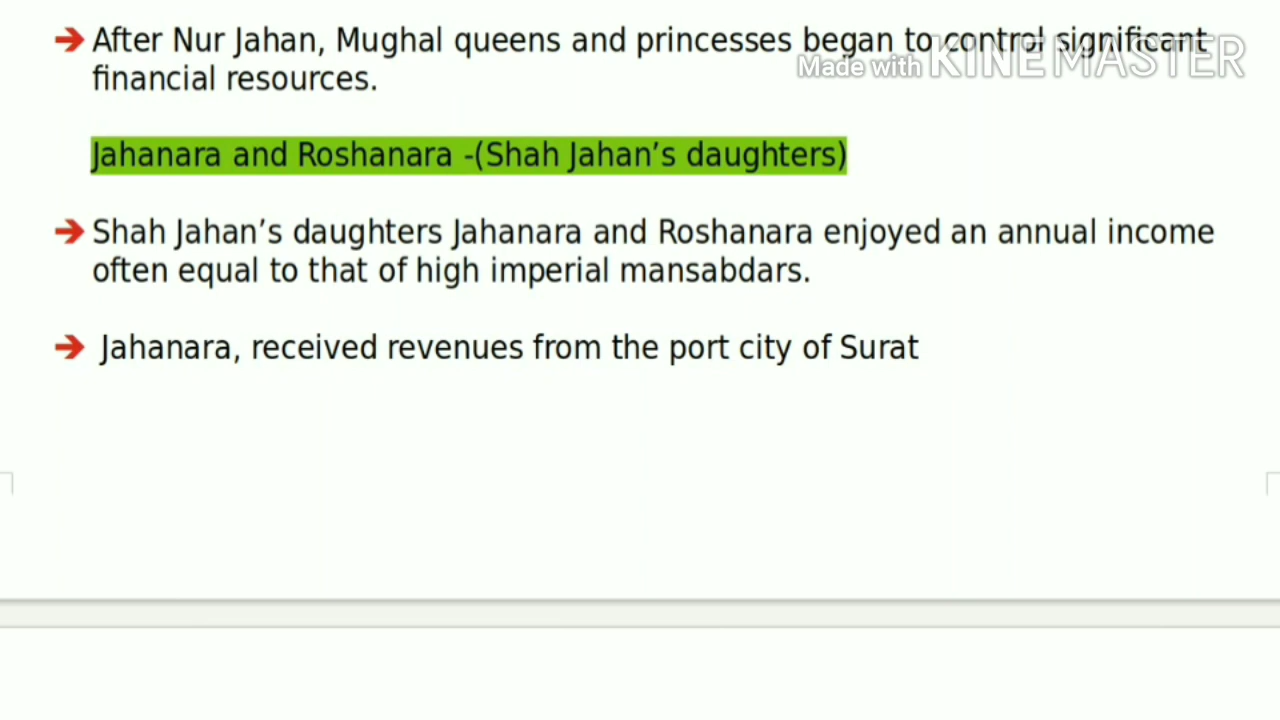 ➔ After Nur Jahan, Mughal queens and princesses began to control significant
financial resources.
Made with KINEMASTER
Jahanara and Roshanara -(Shah Jahan’s daughters)
➔ Shah Jahan’s daughters Jahanara and Roshanara enjoyed an annual income
often equal to that of high imperial mansabdars.
➔ Jahanara, received revenues from the port city of Surat